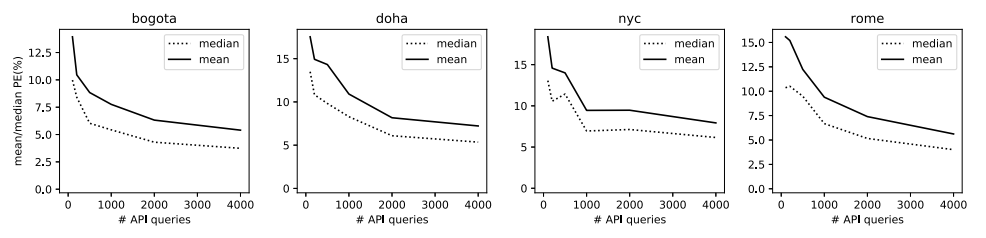 bogota
mean/median PE(%)
12.5
10.0
7.5
5.0
2.5
0.0
median
mean
0 1000 2000 3000 4000
# API queries
doha
15
10
5
0
median
mean
0 1000 2000 3000 4000
# API queries
nyc
15
10
5
0
median
mean
0 1000 2000 3000 4000
# API queries
rome
15.0
12.5
10.0
7.5
5.0
2.5
0.0
median
mean
0 1000 2000 3000 4000
# API queries